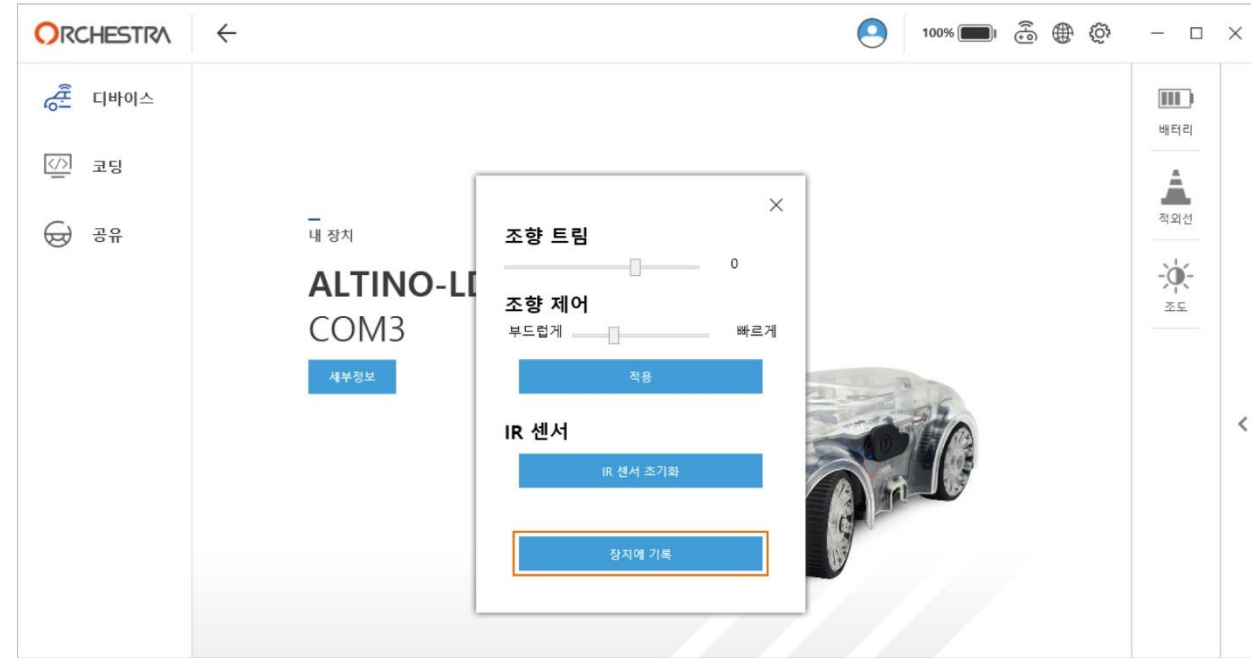 ORCHESTRA
100%
디바이스
코딩
공유
배터리
적외선
조도
내 장치
COM3
세부정보
조향 트림
0
조향 제어
부드럽게 빠르게
적용
IR 센서
IR 센서 초기화
장지에 기록